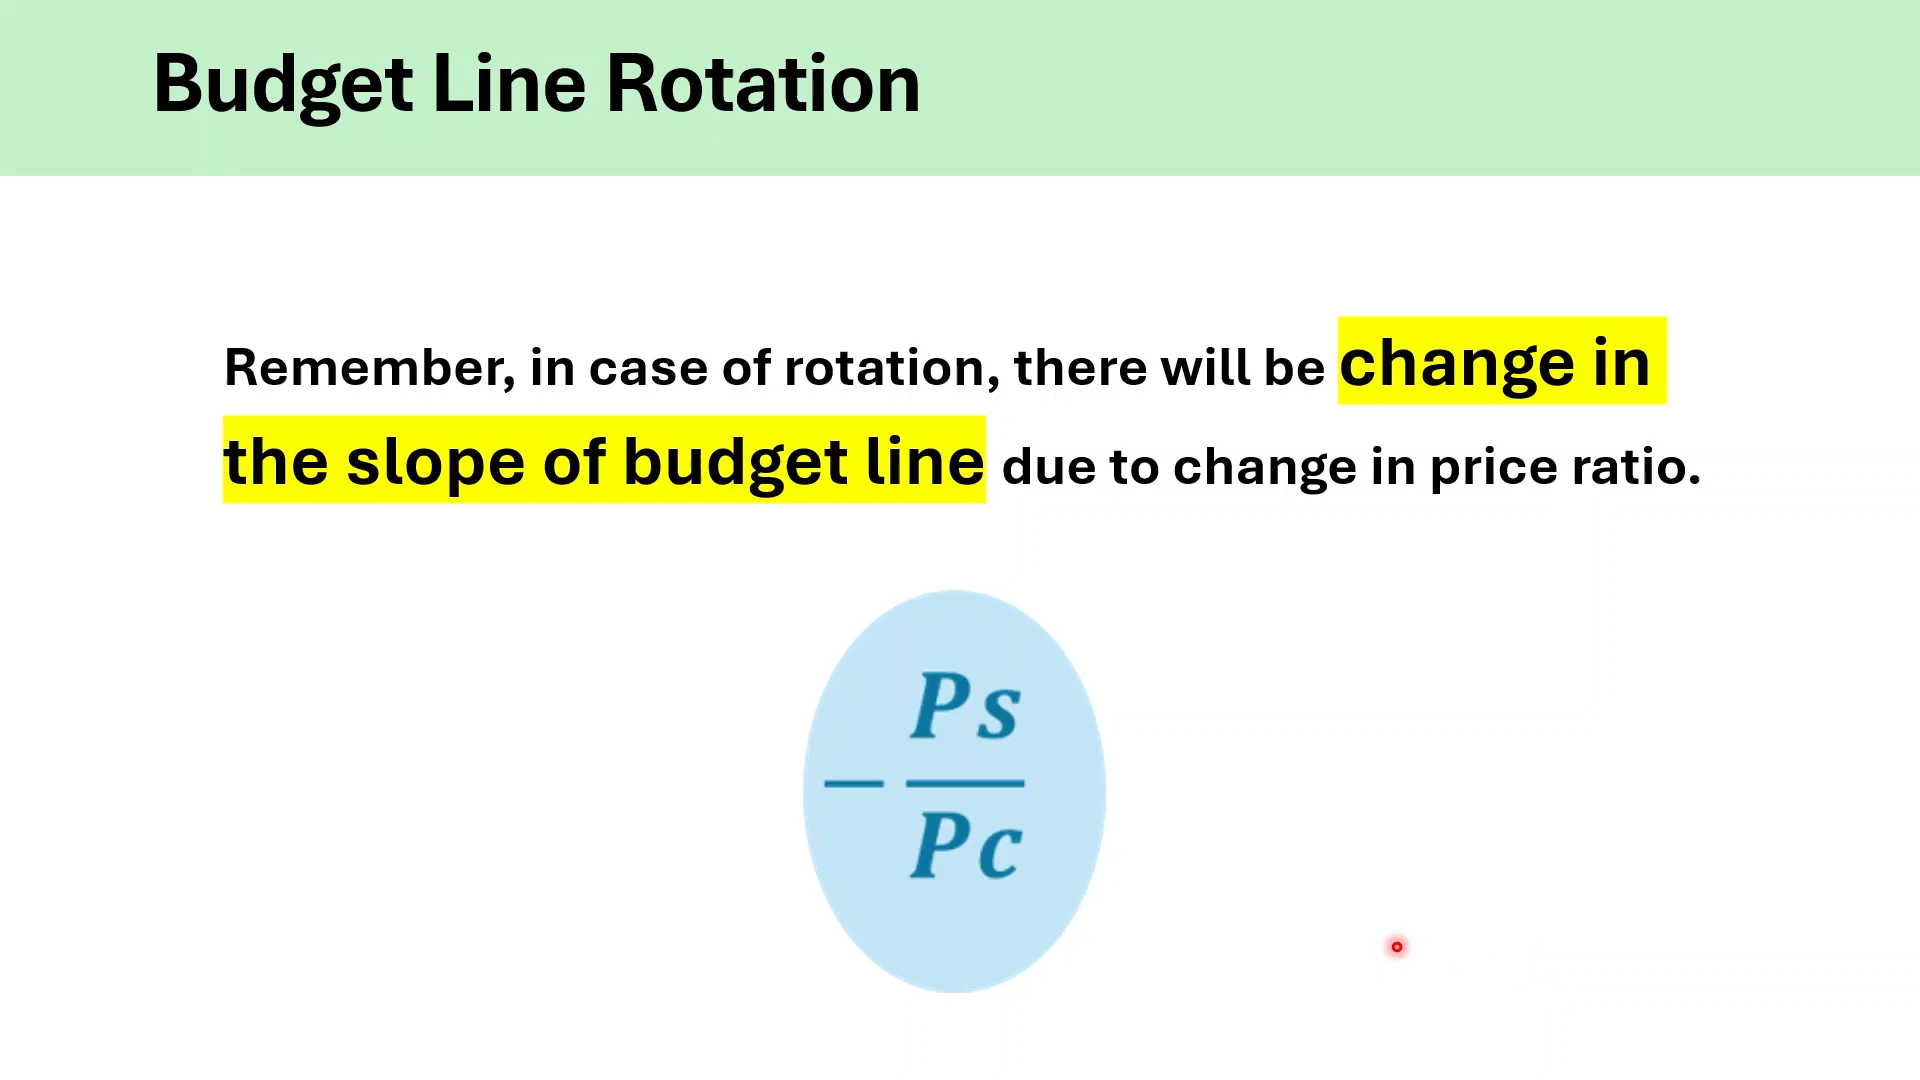 Budget Line Rotation
Remember, in case of rotation, there will be change in
the slope of budget line due to change in price ratio.
− Ps
Pc